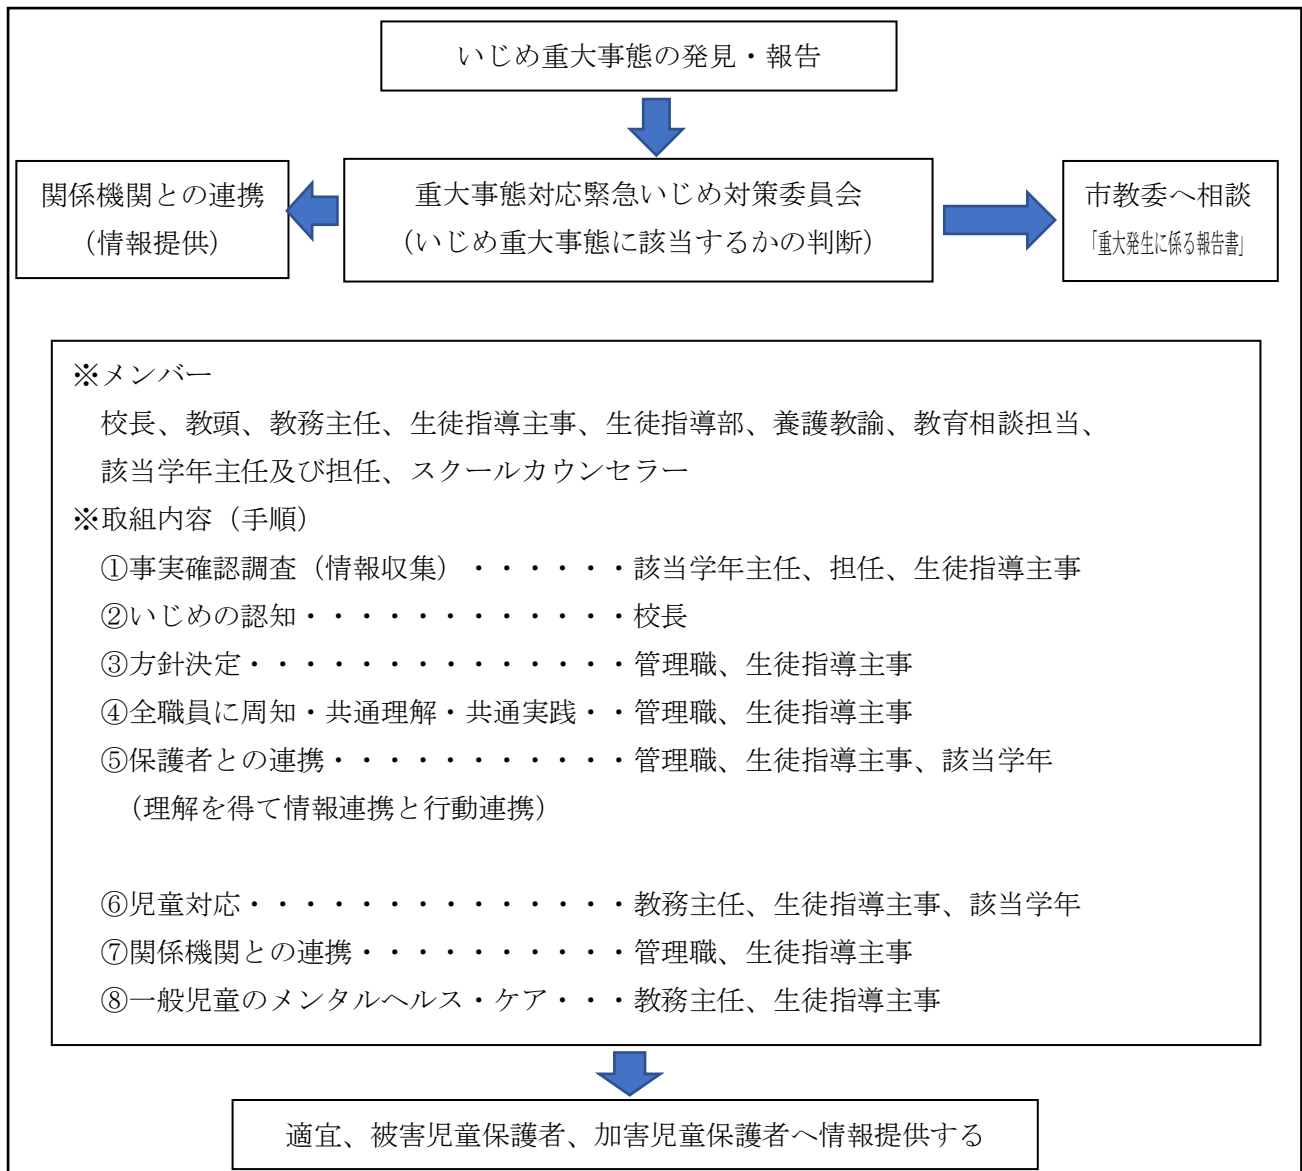 いじめ重大事態の発見・報告
関係機関との連携
（情報提供）
重大事態対応緊急いじめ対策委員会
（いじめ重大事態に該当するかの判断）
市教委へ相談
「重大発生に係る報告書」
※メンバー
校長、教頭、教務主任、生徒指導主事、生徒指導部、養護教諭、教育相談担当、
該当学年主任及び担任、スクールカウンセラー
※取組内容（手順）
①事実確認調査（情報収集）・・・・・・該当学年主任、担任、生徒指導主事
②いじめの認知・・・・・・・・・・・・校長
③方針決定・・・・・・・・・・・・・・管理職、生徒指導主事
④全職員に周知・共通理解・共通実践・・管理職、生徒指導主事
⑤保護者との連携・・・・・・・・・・・管理職、生徒指導主事、該当学年
（理解を得て情報連携と行動連携）
⑥児童対応・・・・・・・・・・・・・・教務主任、生徒指導主事、該当学年
⑦関係機関との連携・・・・・・・・・・管理職、生徒指導主事
⑧一般児童のメンタルヘルス・ケア・・・教務主任、生徒指導主事
適宜、被害児童保護者、加害児童保護者へ情報提供する